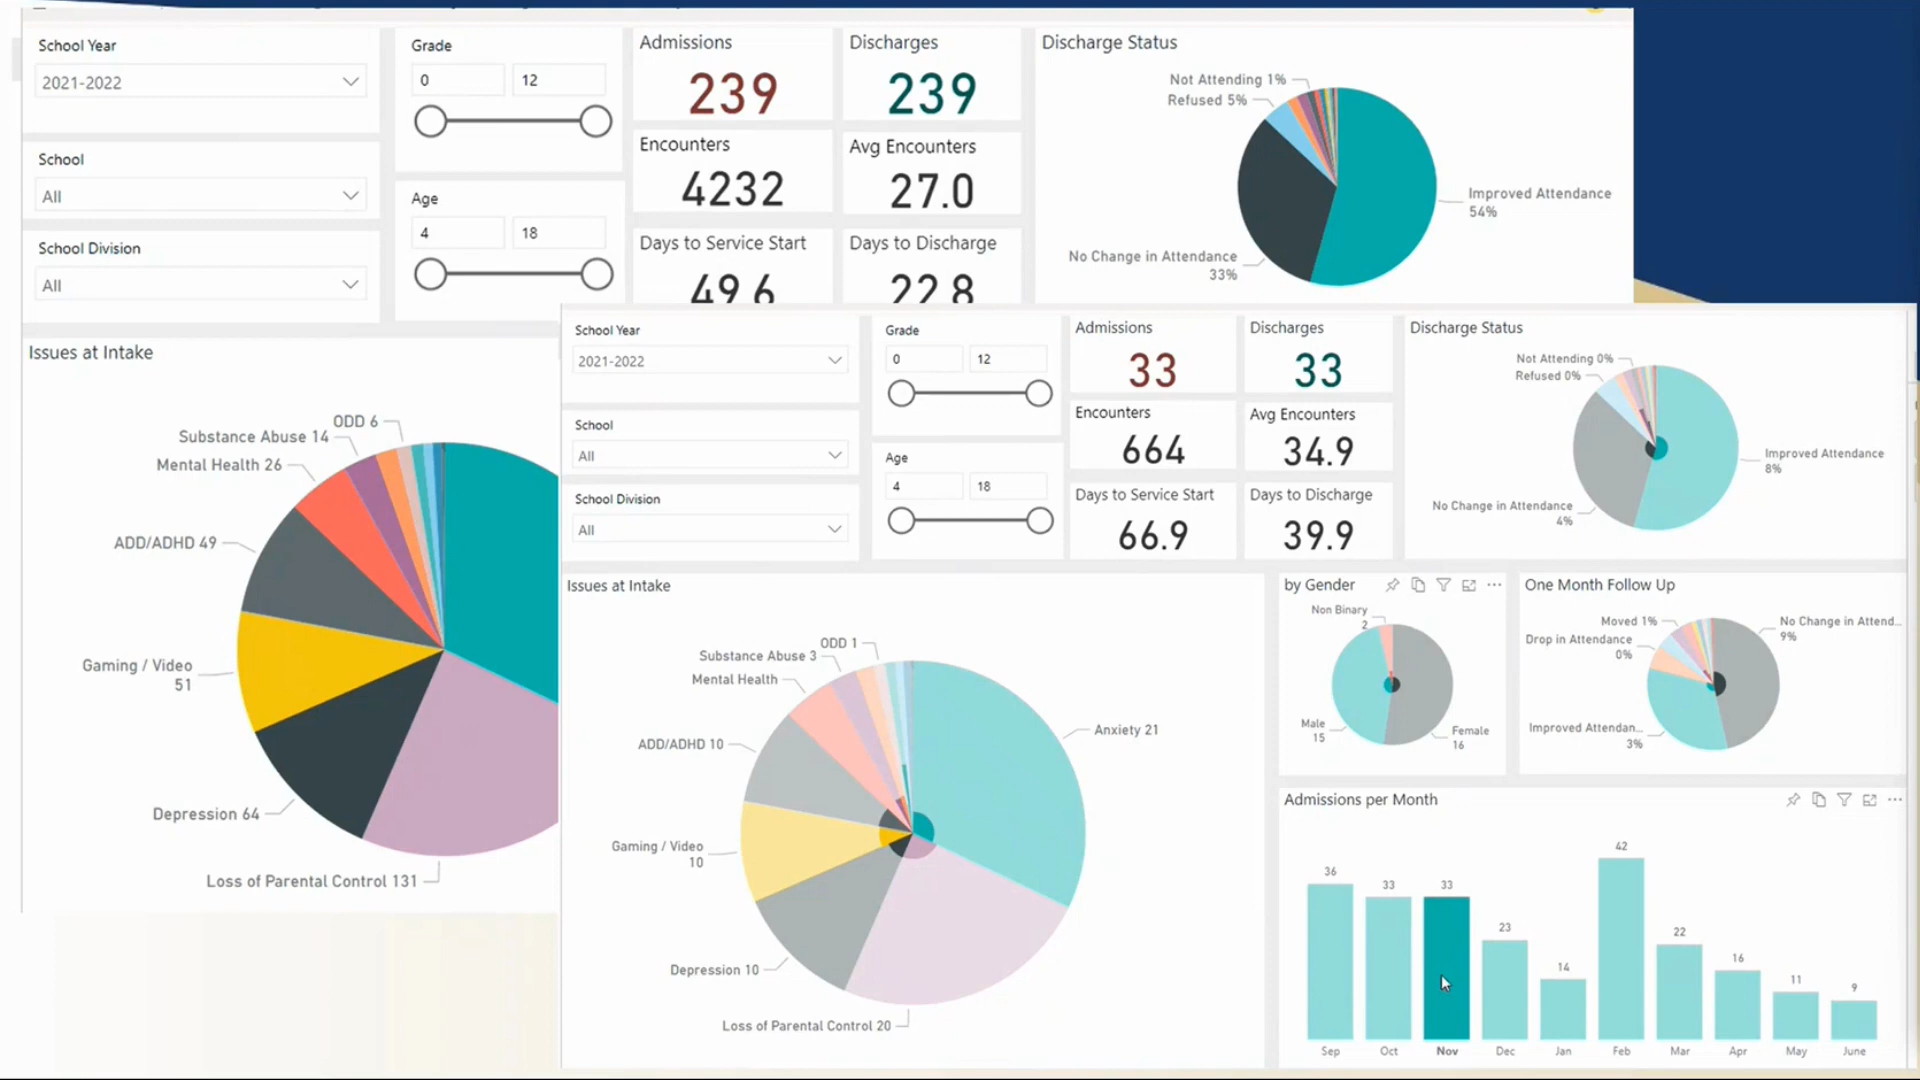 School Year
2021-2022
School
All
School Division
All
Grade
0 12
Age
4 18
Admissions
239
Discharges
239
Encounters
4232
Avg Encounters
27.0
Days to Service Start
49.6
Days to Discharge
22.8
Discharge Status
Not Attending 1%
Refused 5%
Improved Attendance
54%
No Change in Attendance
33%
Issues at Intake
ODD 6
Substance Abuse 14
Mental Health 26
ADD/ADHD 49
Gaming / Video
51
Depression 64
Loss of Parental Control 131
School Year
2021-2022
School
All
School Division
All
Grade
0 12
Age
4 18
Admissions
33
Discharges
33
Encounters
664
Avg Encounters
34.9
Days to Service Start
66.9
Days to Discharge
39.9
Discharge Status
Not Attending 0%
Refused 0%
Improved Attendance
8%
No Change in Attendance
4%
Issues at Intake
ODD 1
Substance Abuse 3
Mental Health
ADD/ADHD 10
Anxiety 21
Gaming / Video
10
Depression 10
Loss of Parental Control 20
by Gender
Non Binary
2
Male
15
Female
16
One Month Follow Up
Moved 1%
No Change in Attend...
9%
Drop in Attendance
0%
Improved Attendan...
3%
Admissions per Month
36 33 33 23 14 42 22 16 11 9
Sep Oct Nov Dec Jan Feb Mar Apr May June